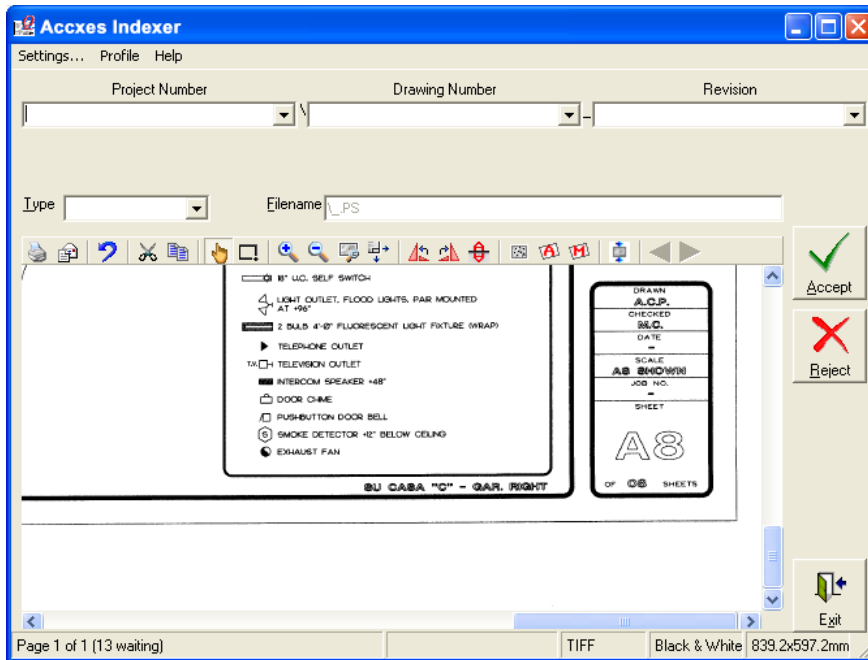 Accxes Indexer
Settings... Profile Help
Project Number
Drawing Number
Revision
\
_
Type
Filename \_.PS
Accept
Reject
Exit
18" U.C. SELF SWITCH
LIGHT OUTLET, FLOOD LIGHTS, PAR MOUNTED
AT +96"
2 BULB 4'-0" FLUORESCENT LIGHT FIXTURE (WRAP)
TELEPHONE OUTLET
T.V. TELEVISION OUTLET
INTERCOM SPEAKER +48"
DOOR CHIME
PUSHBUTTON DOOR BELL
S SMOKE DETECTOR +12" BELOW CEILING
EXHAUST FAN
SU CASA "C" - GAR. RIGHT
DRAWN
A.C.P.
CHECKED
M.C.
DATE
-
SCALE
AS SHOWN
JOB NO.
-
SHEET
A8
OF 08 SHEETS
Page 1 of 1 (13 waiting)
TIFF
Black & White
839.2x597.2mm